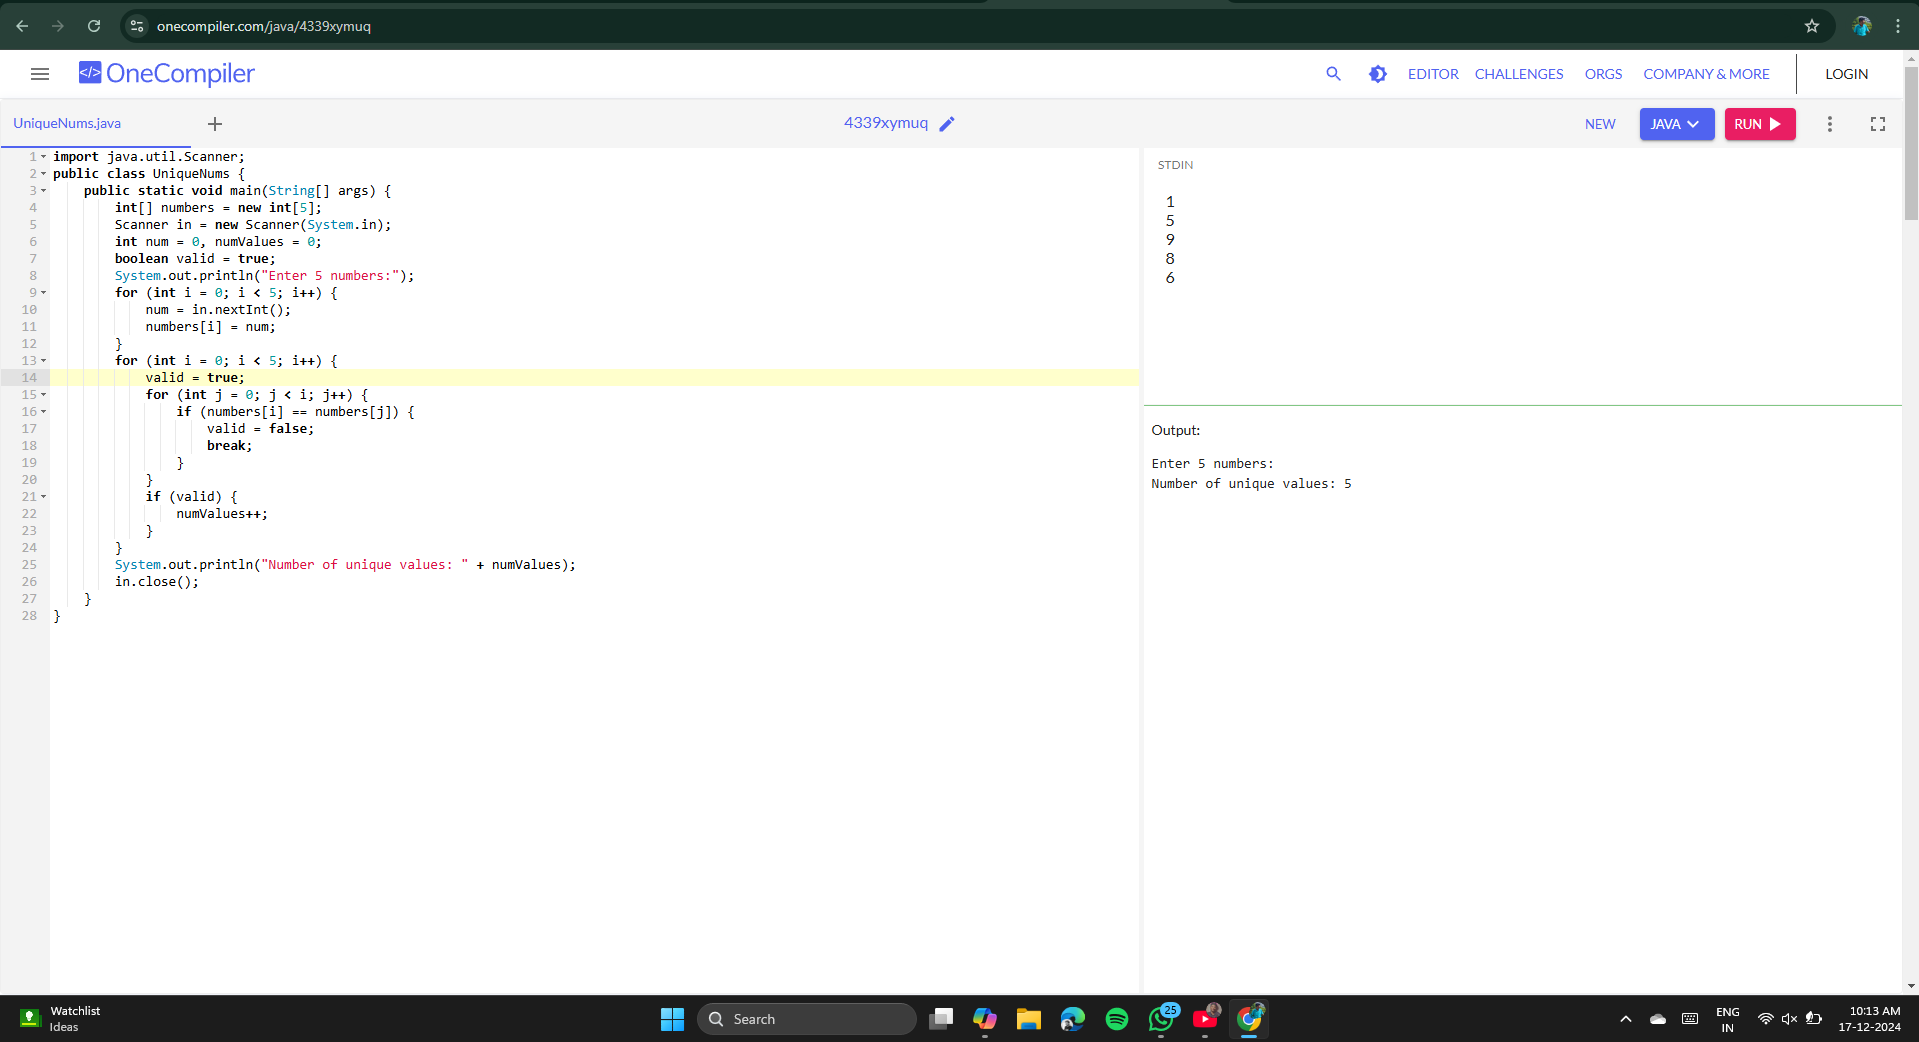 onecompiler.com/java/4339xymuq
</> OneCompiler
EDITOR CHALLENGES ORGS COMPANY & MORE LOGIN
UniqueNums.java
4339xymuq
NEW JAVA RUN
1 import java.util.Scanner;
2 public class UniqueNums {
3     public static void main(String[] args) {
4         int[] numbers = new int[5];
5         Scanner in = new Scanner(System.in);
6         int num = 0, numValues = 0;
7         boolean valid = true;
8         System.out.println("Enter 5 numbers:");
9         for (int i = 0; i < 5; i++) {
10             num = in.nextInt();
11             numbers[i] = num;
12         }
13         for (int i = 0; i < 5; i++) {
14             valid = true;
15             for (int j = 0; j < i; j++) {
16                 if (numbers[i] == numbers[j]) {
17                     valid = false;
18                     break;
19                 }
20             }
21             if (valid) {
22                 numValues++;
23             }
24         }
25         System.out.println("Number of unique values: " + numValues);
26         in.close();
27     }
28 }
STDIN
1
5
9
8
6
Output:
Enter 5 numbers:
Number of unique values: 5
Watchlist
Ideas
Search
25
ENG
IN
10:13 AM
17-12-2024